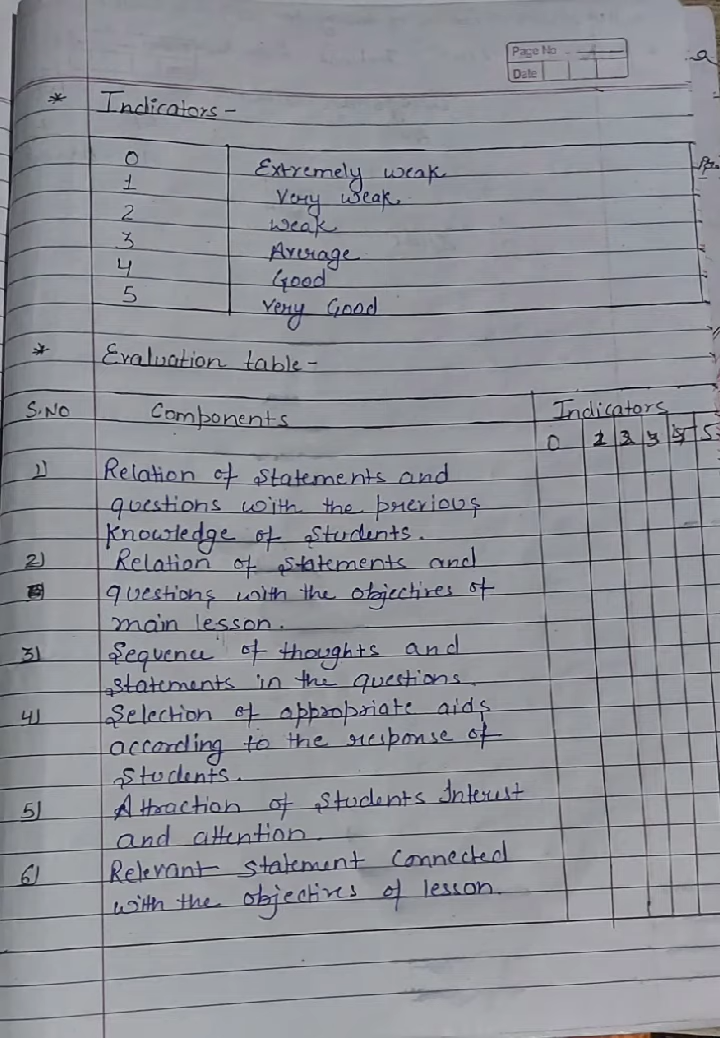 Page No
Date
* Indicators -
0 Extremely weak
1 Very weak
2 Weak
3 Average
4 Good
5 Very Good
* Evaluation table -
S.NO Components Indicators
0 1 2 3 4 5
1) Relation of statements and
questions with the previous
knowledge of students.
2) Relation of statements and
questions with the objectives of
main lesson.
3) Sequence of thoughts and
statements in the questions.
4) Selection of appropriate aids
according to the response of
students.
5) Attraction of students Interest
and attention
6) Relevant statement connected
with the objectives of lesson.